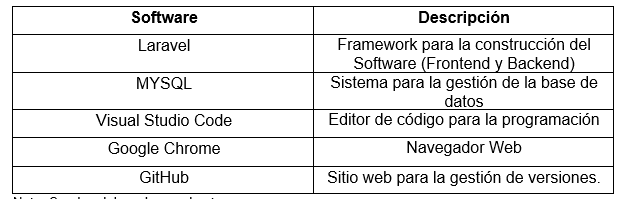 Software Descripción
Laravel Framework para la construcción del
Software (Frontend y Backend)
MYSQL Sistema para la gestión de la base de
datos
Visual Studio Code Editor de código para la programación
Google Chrome Navegador Web
GitHub Sitio web para la gestión de versiones.